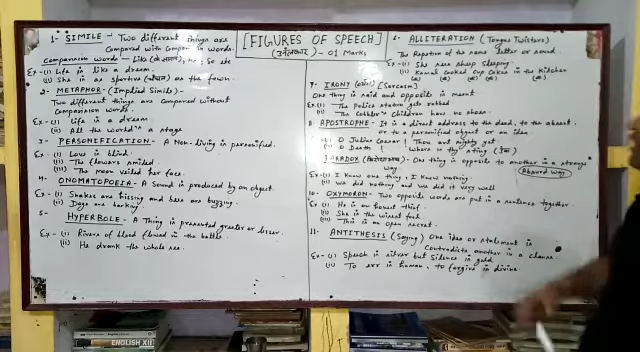 [FIGURES OF SPEECH]
(अलंकार) - 01 Marks
1- SIMILE - Two different things are
compared with words.
Comparison words - Like, as, so etc
Ex- (i) Life is like a dream.
(ii) She is as sportive as the fawn.
2- METAPHOR - (Implied Simile) -
Two different things are compared without
comparison words.
Ex- (i) Life is a dream.
(ii) All the world's a stage
3- PERSONIFICATION - A Non-living is personified.
Ex- (i) Love is blind.
(ii) The flowers smiled.
(iii) The moon veiled her face.
4- ONOMATOPOEIA - A Sound is produced by an object.
Ex- (i) Snakes are hissing and bees are buzzing.
(ii) Dogs are barking.
5- HYPERBOLE - A Thing is presented greater or lesser.
Ex- (i) Rivers of blood flowed in the battle
(ii) He drank the whole sea.
6- ALLITERATION (Tongue Twisters)
The Repetition of the same letter or sound.
Ex- (i) She sees sheep sleeping.
(ii) Kamal Cooked Cup Cakes in the Kitchen
7- IRONY [Sarcasm]
One thing is said and opposite is meant
Ex- (i) The Police station gets robbed
(ii) The Cobbler's Children have no shoes.
8 APOSTROPHE - It is a direct address to the dead, to the absent,
or to a personified object or an idea.
(i) O Julius Caesar! Thou art mighty yet
(ii) O Death! Where is thy sting
PARADOX - One thing is opposite to another in a strange
way (Absurd Way)
Ex- (i) I know one thing, I know nothing.
(ii) We did nothing and we did it very well
10- OXYMORON - Two opposite words are put in a sentence together.
Ex- (i) He is an honest thief.
(ii) She is the wisest fool.
(iii) This is an open secret.
11- ANTITHESIS - One idea or statement is
Contradicts another in a clause.
Ex- (i) Speech is silver but Silence is gold
(ii) To err is human, to forgive is divine.
ENGLISH XII